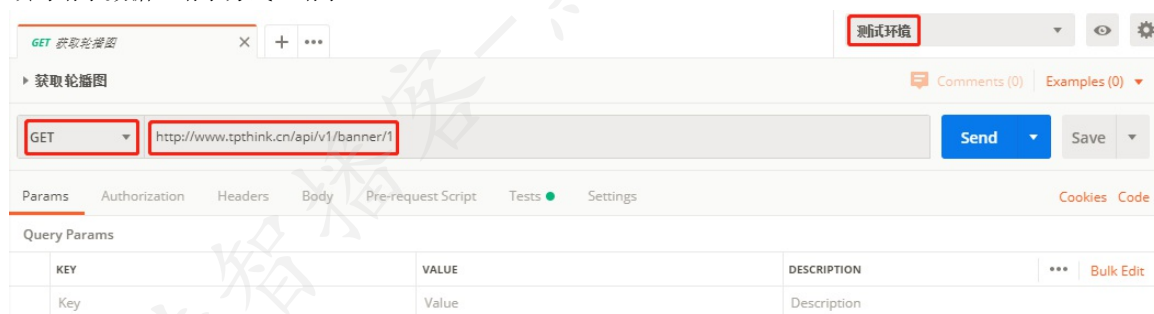 GET 获取轮播图 × + •••
测试环境
获取轮播图
Comments (0) Examples (0)
GET http://www.tpthink.cn/api/v1/banner/1 Send Save
Params Authorization Headers Body Pre-request Script Tests Settings Cookies Code
Query Params
KEY VALUE DESCRIPTION ••• Bulk Edit
Key Value Description